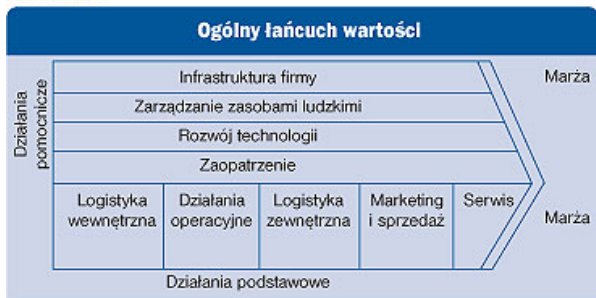 Ogólny łańcuch wartości
Działania
pomocnicze
Infrastruktura firmy
Marża
Zarządzanie zasobami ludzkimi
Rozwój technologii
Zaopatrzenie
Logistyka
wewnętrzna
Działania
operacyjne
Logistyka
zewnętrzna
Marketing
i sprzedaż
Serwis
Marża
Działania podstawowe